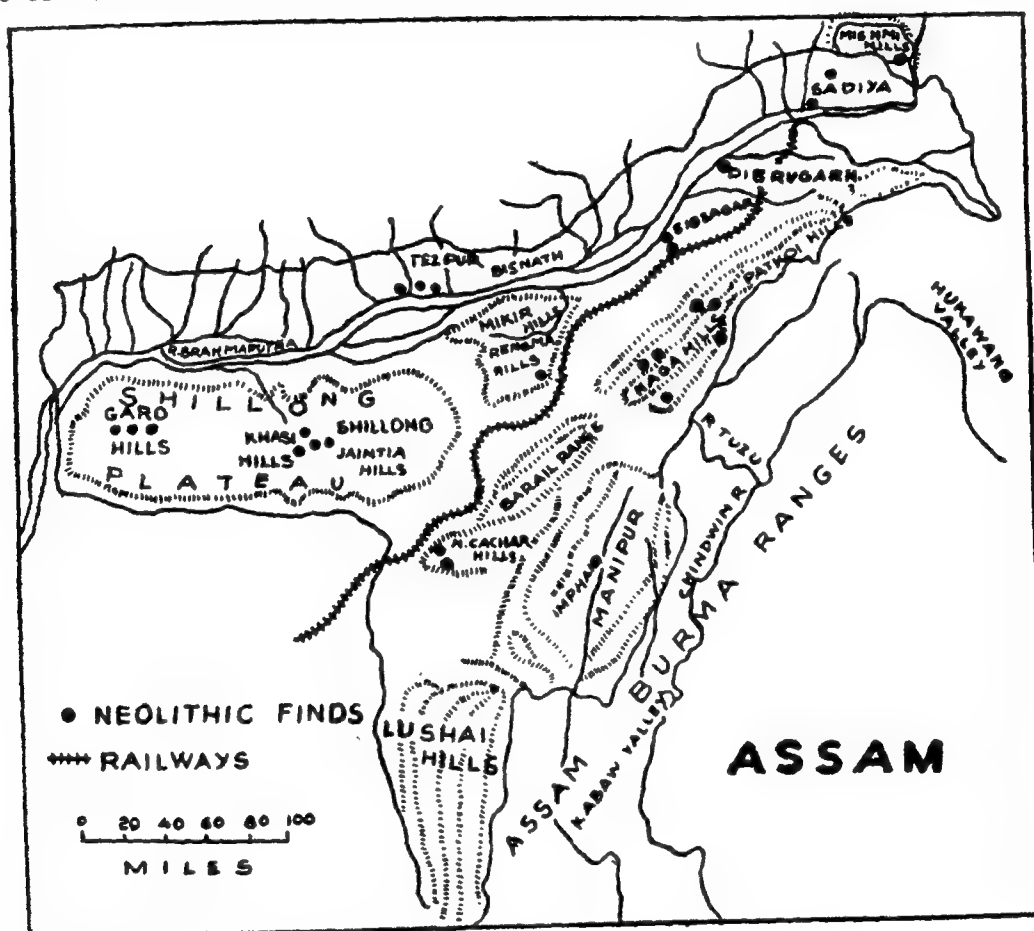 MISHMI
HILLS
SADIYA
DIBRUGARH
SIBSAGAR
TEZPUR
BISNATH
PATKOI HILLS
HUKAWANG
VALLEY
MIKIR HILLS
RENGMA
HILLS
R. BRAHMAPUTRA
NAGA HILLS
SHILLONG
GARO
HILLS
KHASI
HILLS
SHILLONG
JAINTIA
HILLS
PLATEAU
BARAIL RANGE
R TUZU
N. CACHAR
HILLS
IMPHAL
MANIPUR
CHINDWIN R
ASSAM BURMA RANGES
KABAW VALLEY
LUSHAI
HILLS
NEOLITHIC FINDS
RAILWAYS
ASSAM
0 20 40 60 80 100
MILES